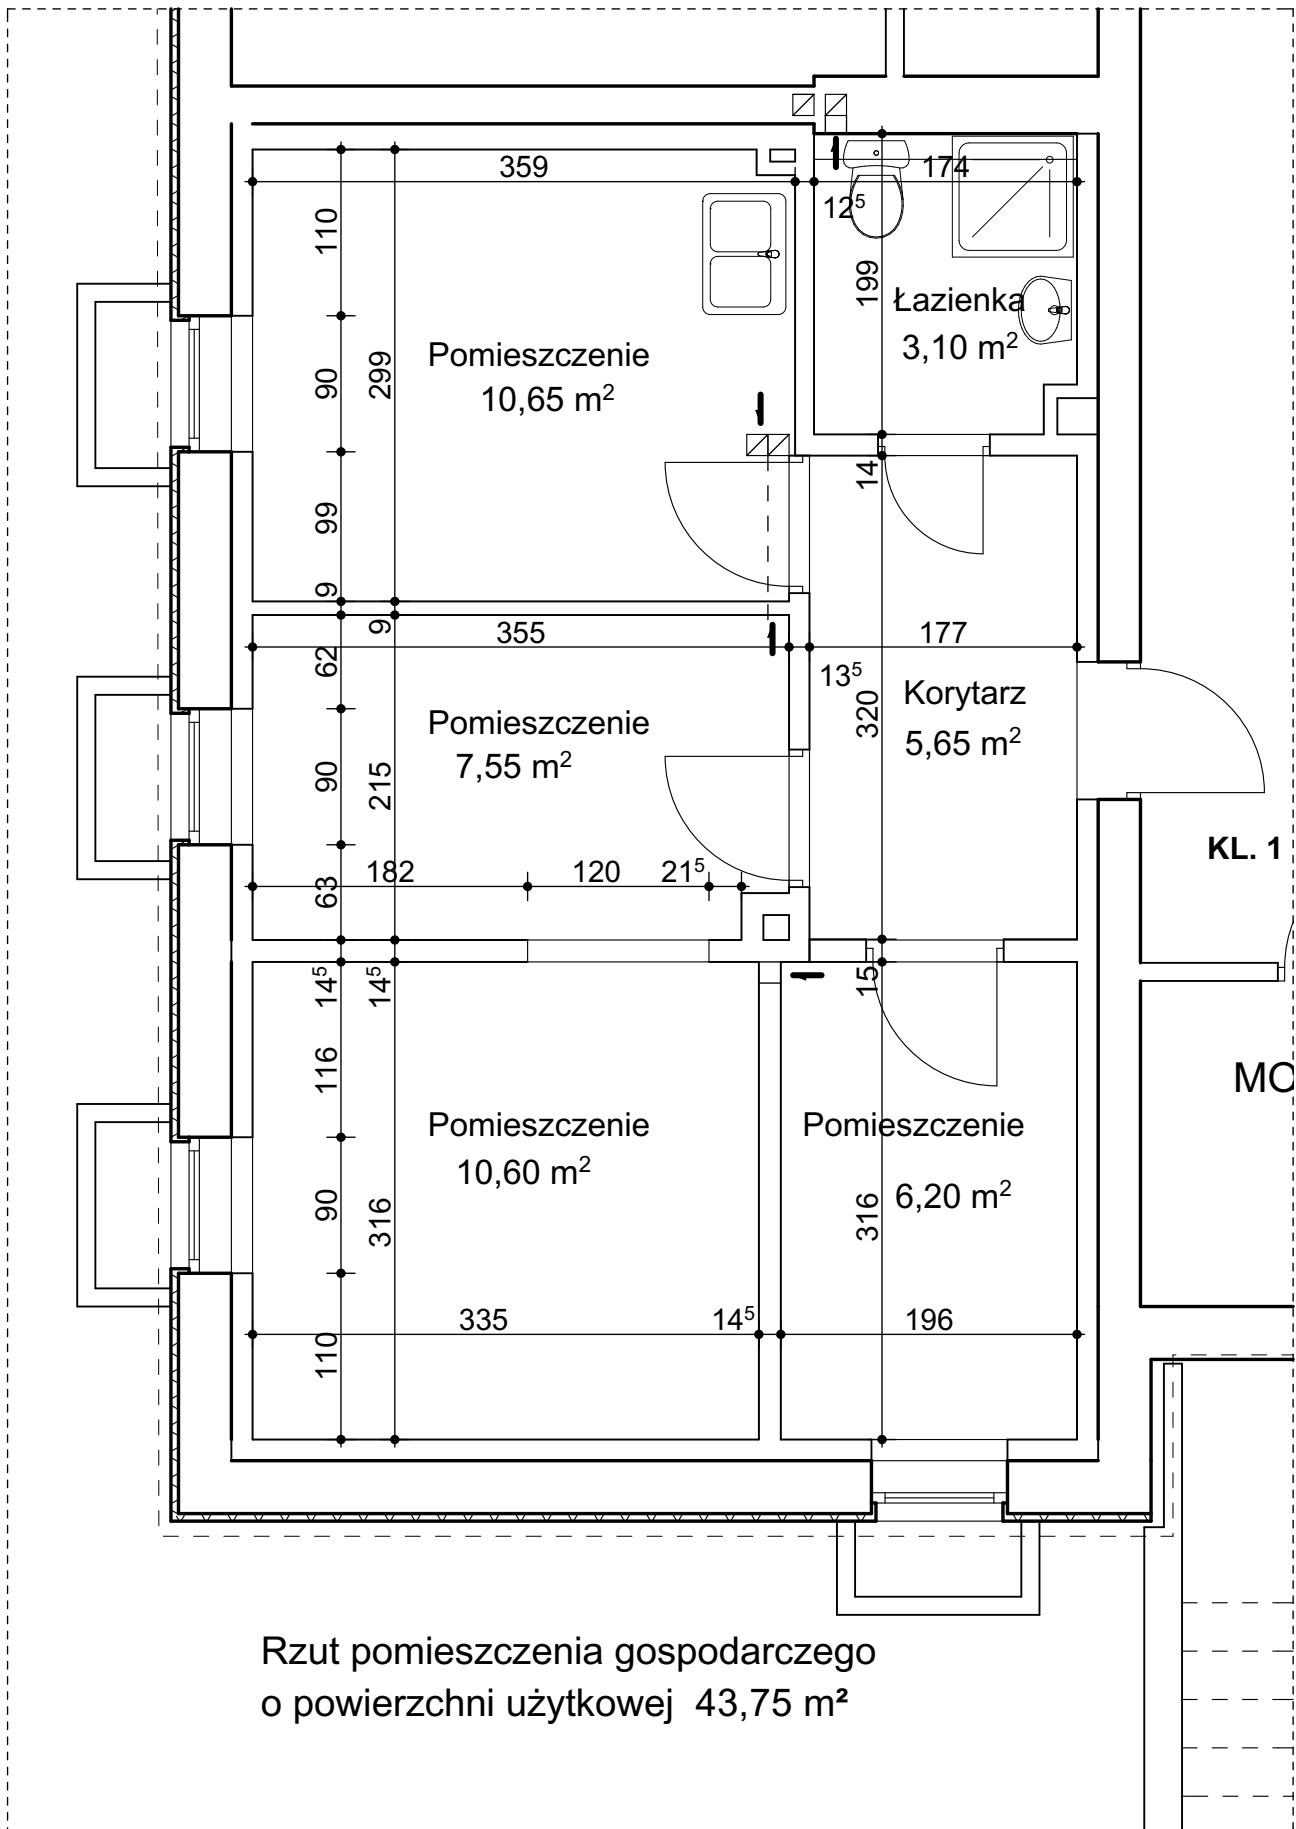 359
174
12⁵
110
199
Łazienka
3,10 m²
Pomieszczenie
10,65 m²
90
299
99
14
9
9
355
177
62
13⁵
320
Korytarz
5,65 m²
Pomieszczenie
7,55 m²
90
215
KL. 1
182
120
21⁵
63
14⁵
14⁵
15
116
MO
Pomieszczenie
10,60 m²
Pomieszczenie
6,20 m²
90
316
316
335
14⁵
196
110
Rzut pomieszczenia gospodarczego
o powierzchni użytkowej 43,75 m²